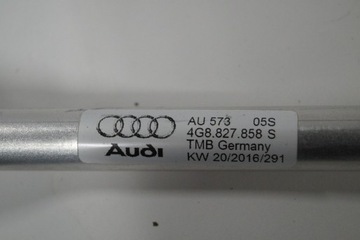 AU 573 05S
4G8.827.858 S
TMB Germany
KW 20/2016/291
Audi